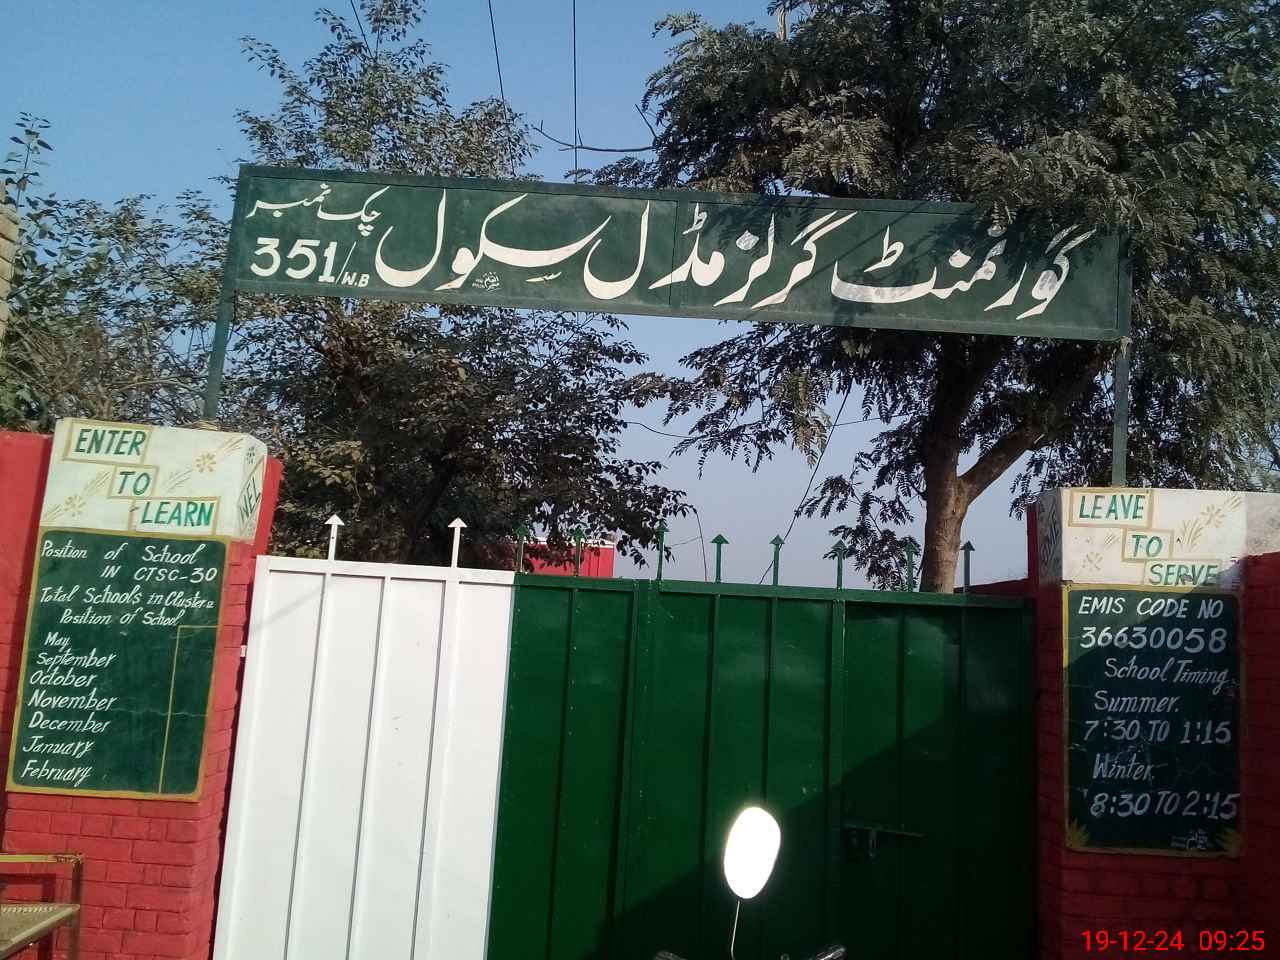 گورنمنٹ گرلز مڈل سکول
چک نمبر
351/W.B
ENTER
TO
LEARN
Position of School
IN CTSC-30
Total Schools in Cluster
Position of School
May
September
October
November
December
January
February
LEAVE
TO
SERVE
EMIS CODE NO
36630058
School Timing
Summer.
7:30 TO 1:15
Winter.
8:30 TO 2:15
19-12-24 09:25